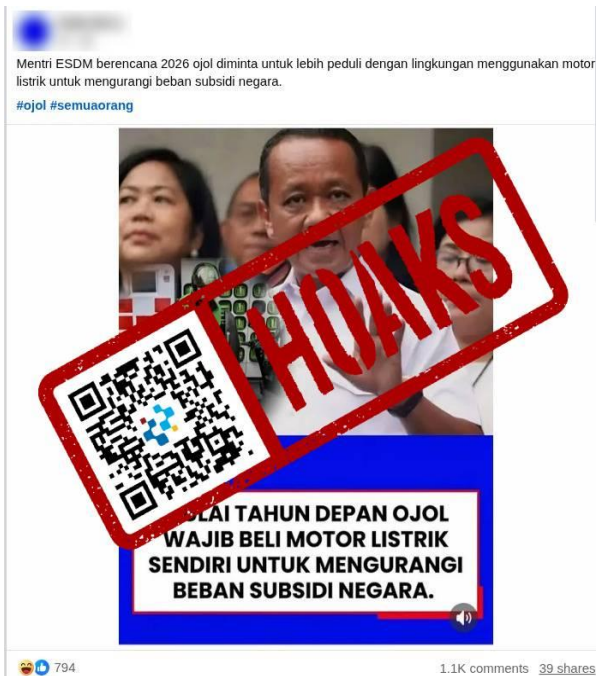 Mentri ESDM berencana 2026 ojol diminta untuk lebih peduli dengan lingkungan menggunakan motor
listrik untuk mengurangi beban subsidi negara.
#ojol #semuaorang
HOAKS
TAHUN DEPAN OJOL
WAJIB BELI MOTOR LISTRIK
SENDIRI UNTUK MENGURANGI
BEBAN SUBSIDI NEGARA.
794
1.1K comments 39 shares